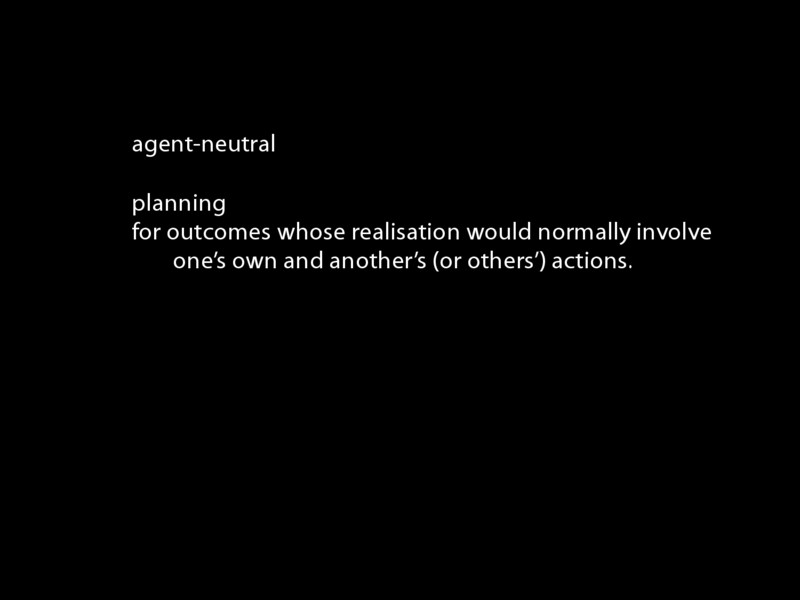 agent-neutral
planning
for outcomes whose realisation would normally involve
one’s own and another’s (or others’) actions.